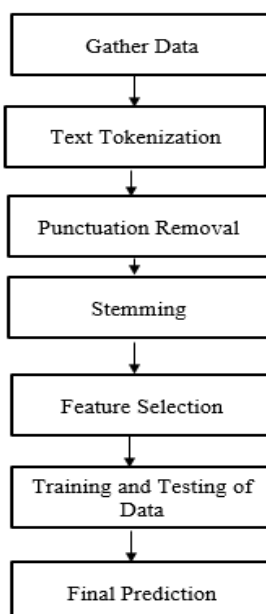 Gather Data
Text Tokenization
Punctuation Removal
Stemming
Feature Selection
Training and Testing of
Data
Final Prediction